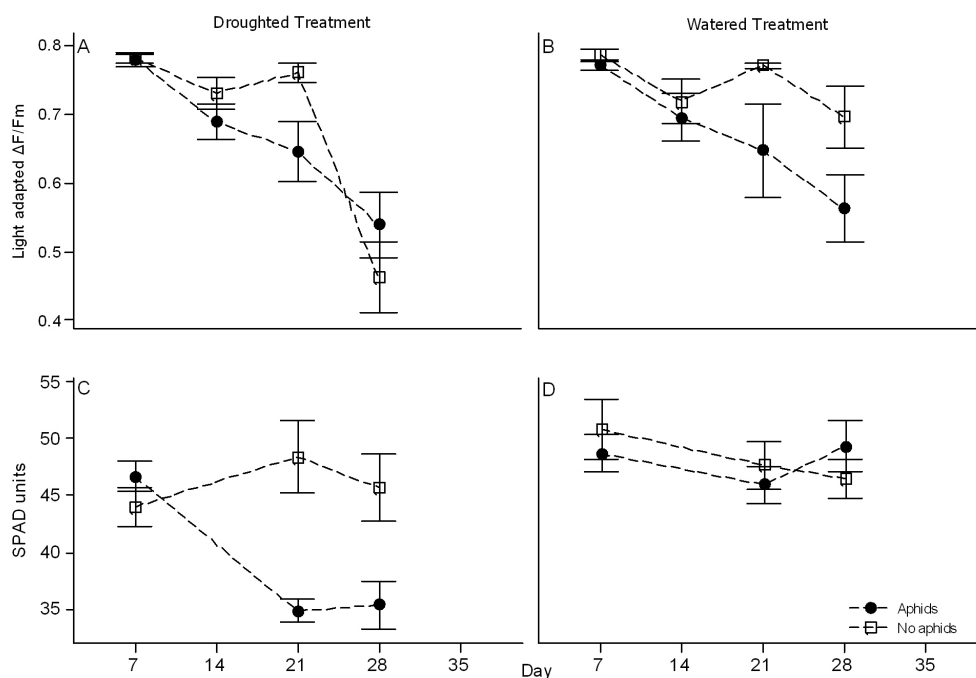 Droughted Treatment
Watered Treatment
A
B
Light adapted ΔF/Fm
0.8
0.7
0.6
0.5
0.4
C
D
SPAD units
55
50
45
40
35
Aphids
No aphids
7 14 21 28 35
7 14 21 28 35
Day